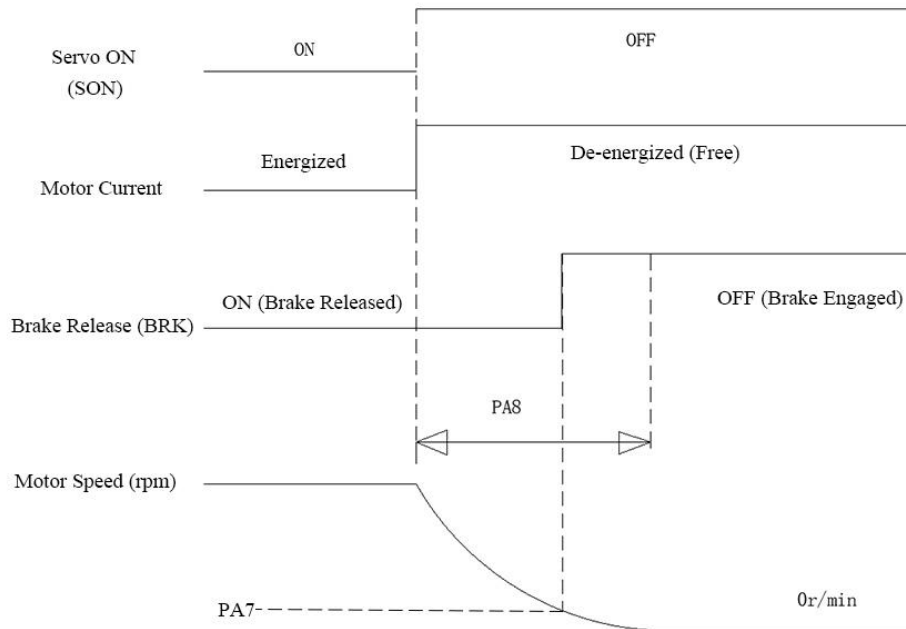 Servo ON
(SON)
ON
OFF
Motor Current
Energized
De-energized (Free)
Brake Release (BRK)
ON (Brake Released)
OFF (Brake Engaged)
PA8
Motor Speed (rpm)
PA7
0r/min